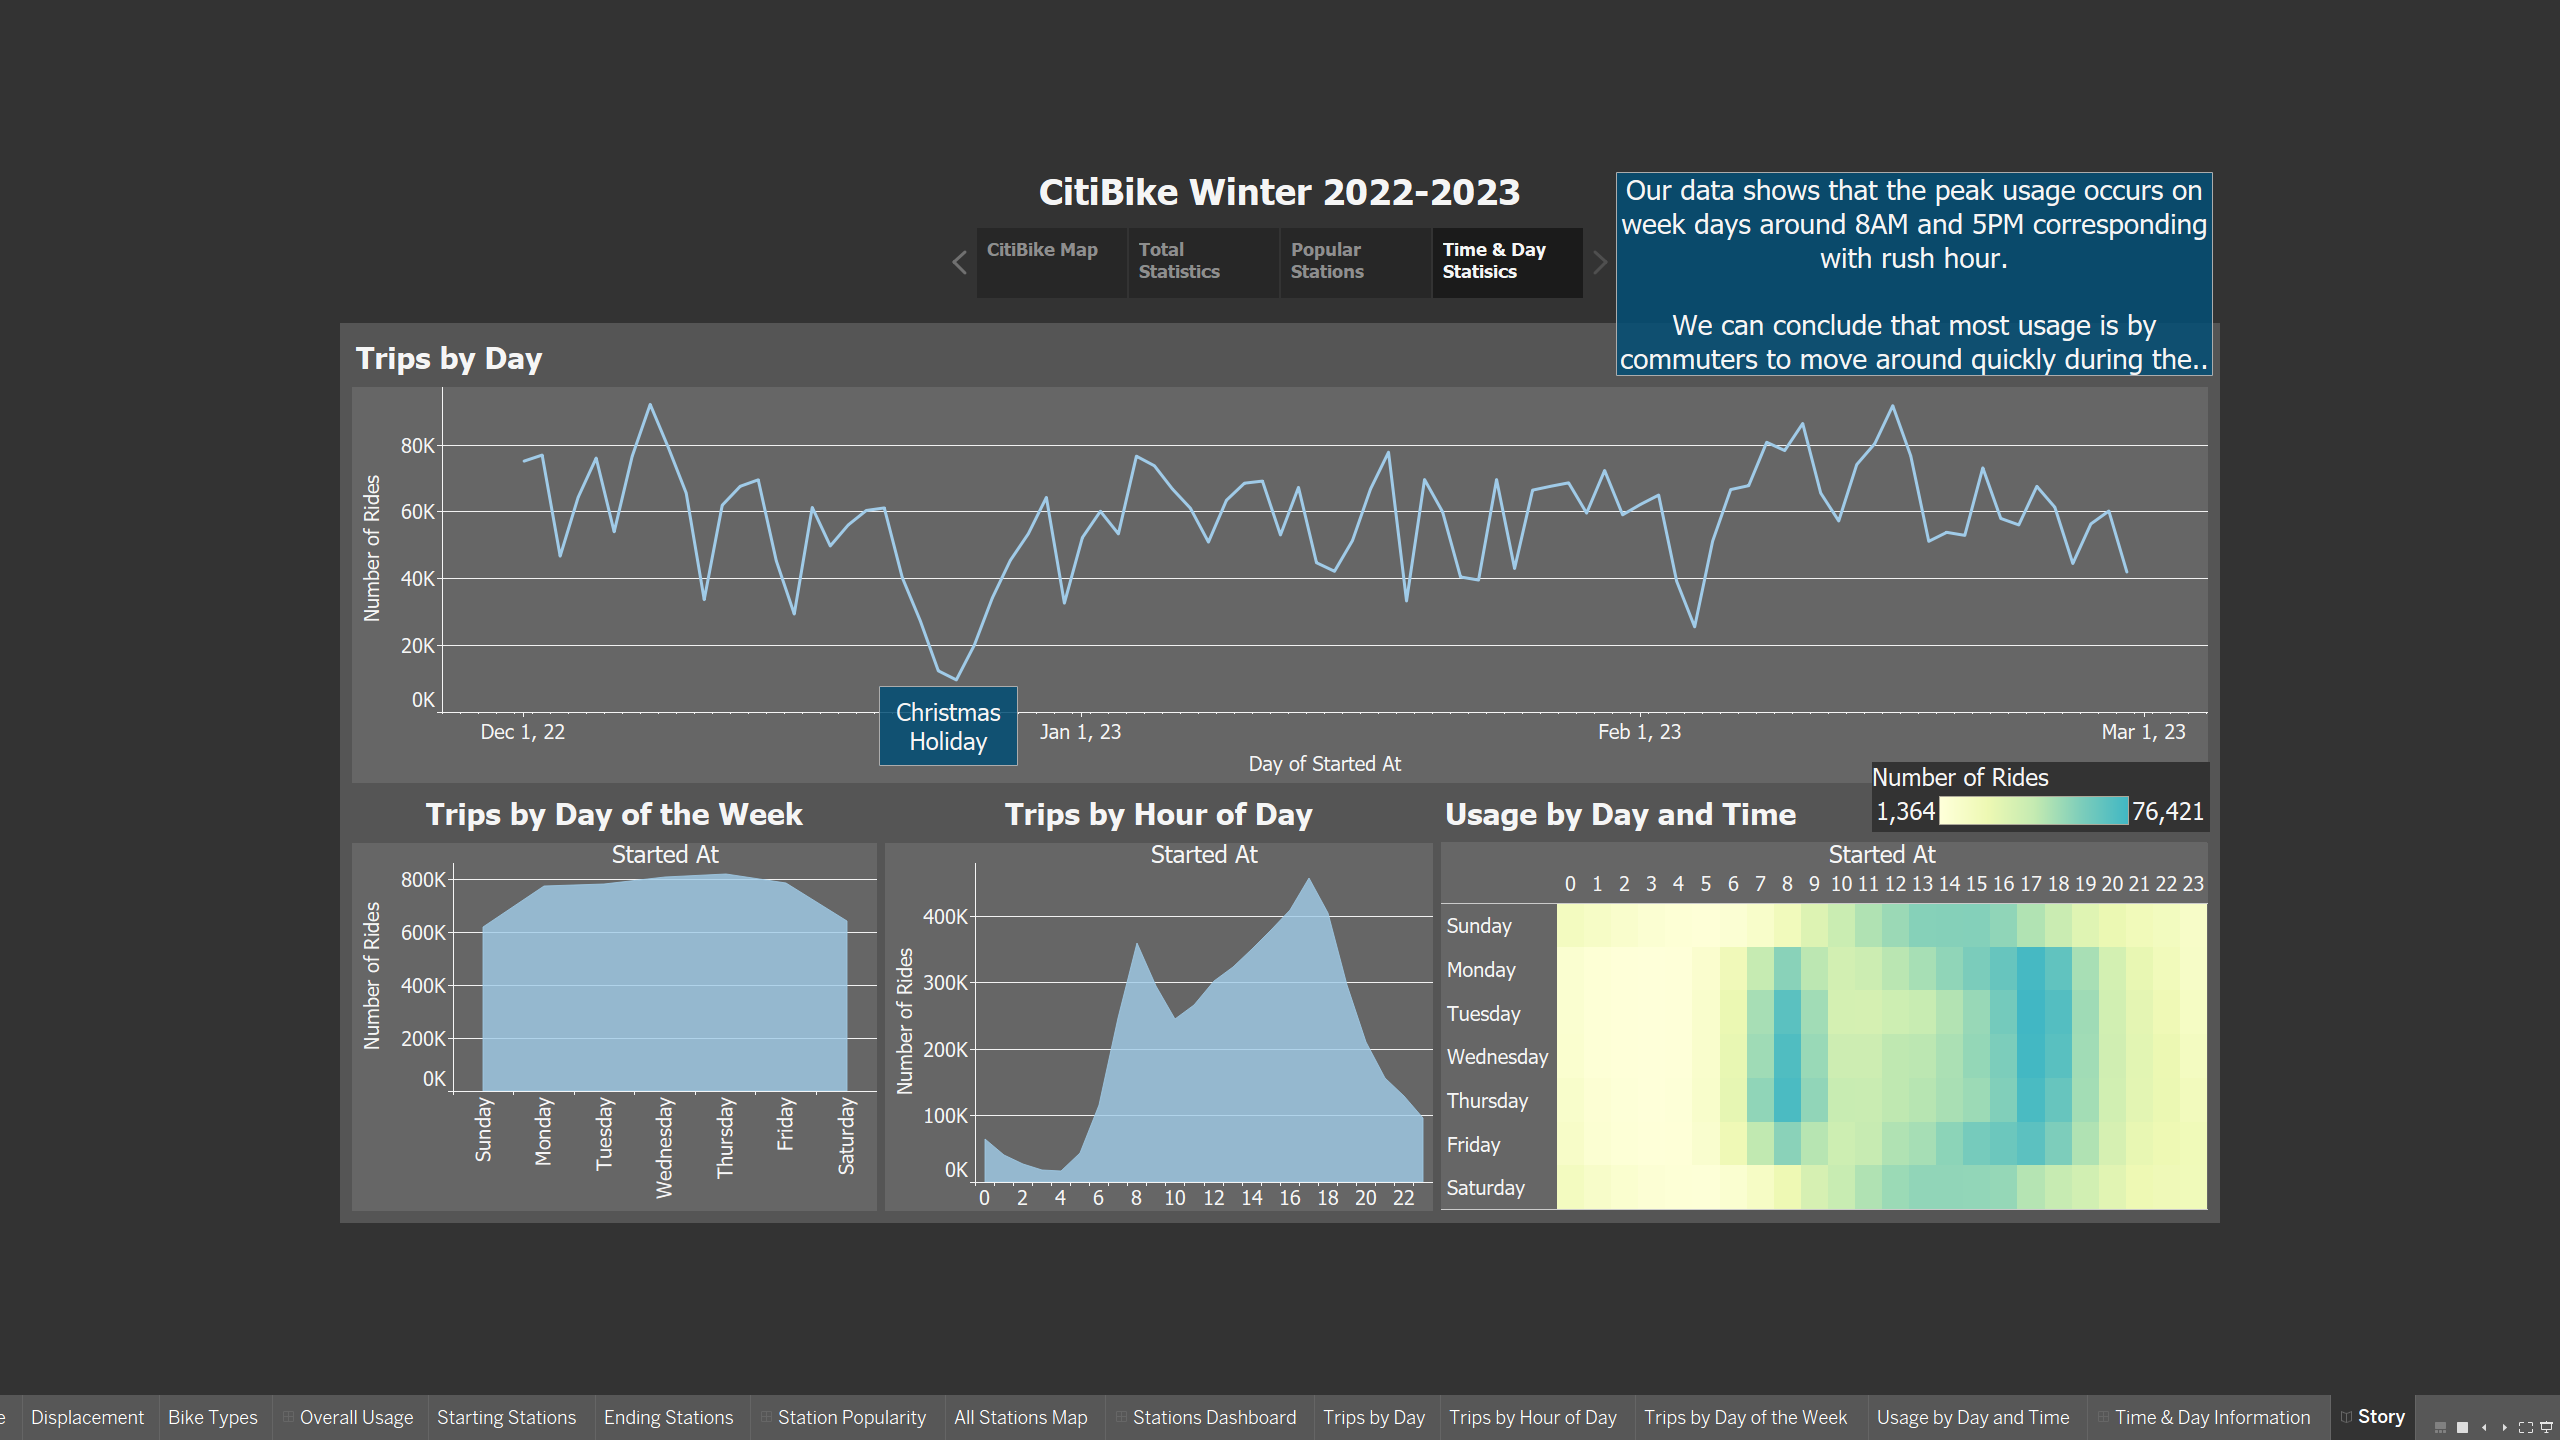 CitiBike Winter 2022-2023
CitiBike Map
Total
Statistics
Popular
Stations
Time & Day
Statisics
Our data shows that the peak usage occurs on
week days around 8AM and 5PM corresponding
with rush hour.
We can conclude that most usage is by
commuters to move around quickly during the..
Trips by Day
Number of Rides
80K
60K
40K
20K
0K
Christmas
Holiday
Dec 1, 22
Jan 1, 23
Feb 1, 23
Mar 1, 23
Day of Started At
Number of Rides
1,364
76,421
Trips by Day of the Week
Started At
Number of Rides
800K
600K
400K
200K
0K
Sunday
Monday
Tuesday
Wednesday
Thursday
Friday
Saturday
Trips by Hour of Day
Started At
Number of Rides
400K
300K
200K
100K
0K
0 2 4 6 8 10 12 14 16 18 20 22
Usage by Day and Time
Started At
0 1 2 3 4 5 6 7 8 9 10 11 12 13 14 15 16 17 18 19 20 21 22 23
Sunday
Monday
Tuesday
Wednesday
Thursday
Friday
Saturday
e Displacement Bike Types Overall Usage Starting Stations Ending Stations Station Popularity All Stations Map Stations Dashboard Trips by Day Trips by Hour of Day Trips by Day of the Week Usage by Day and Time Time & Day Information Story